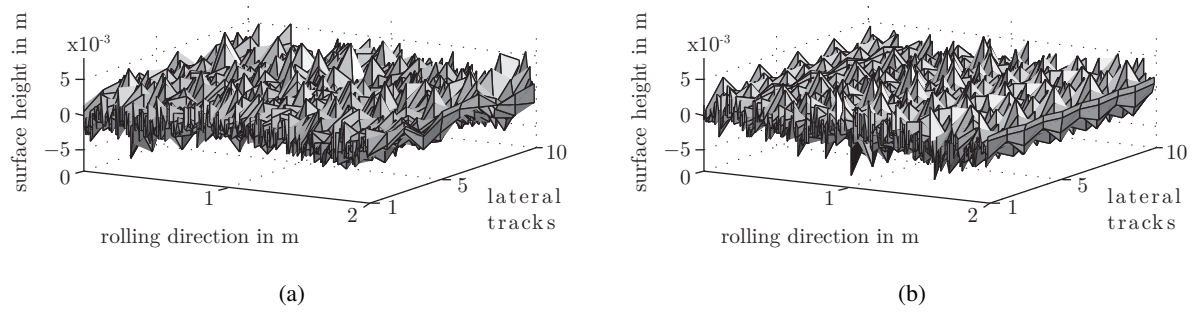 surface height in m
x10⁻³
5
0
−5
0
1
2
1
5
10
lateral
tracks
rolling direction in m
(a)
surface height in m
x10⁻³
5
0
−5
0
1
2
1
5
10
lateral
tracks
rolling direction in m
(b)